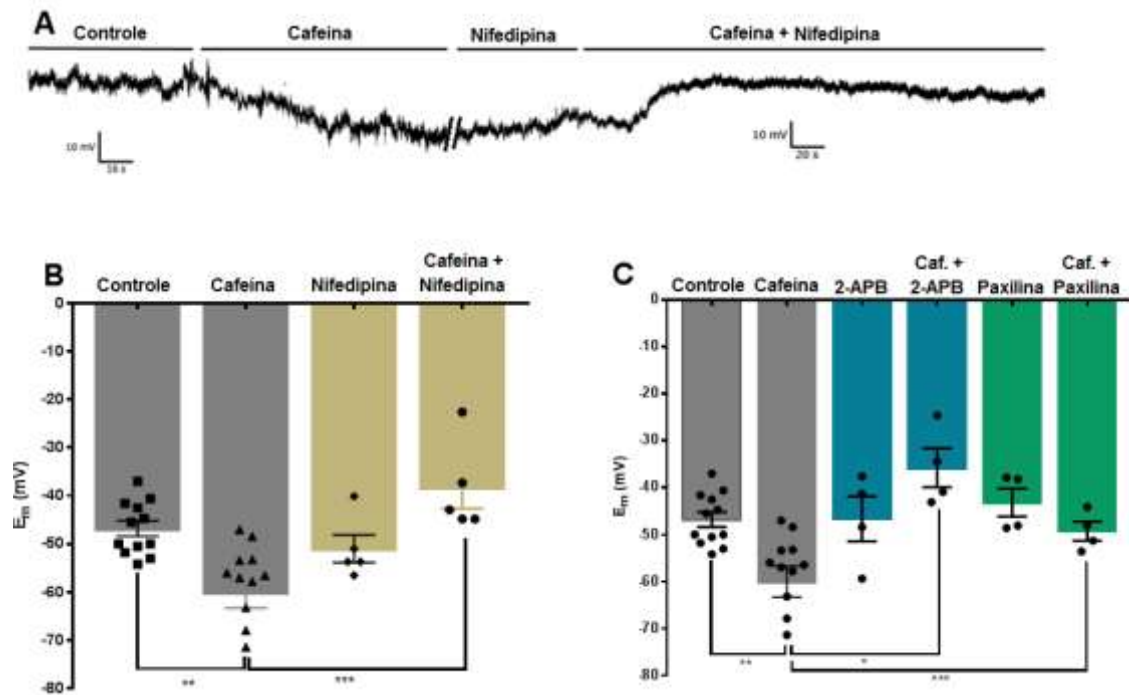 A
Controle Cafeina Nifedipina Cafeina + Nifedipina
10 mV
10 mV
20 s
B
Controle Cafeína Nifedipina Cafeina + Nifedipina
0
-10
-20
-30
-40
-50
-60
-70
-80
Em (mV)
** ***
C
Controle Cafeina 2-APB Caf. + 2-APB Paxilina Caf. + Paxilina
0
-10
-20
-30
-40
-50
-60
-70
-80
Em (mV)
** * ***